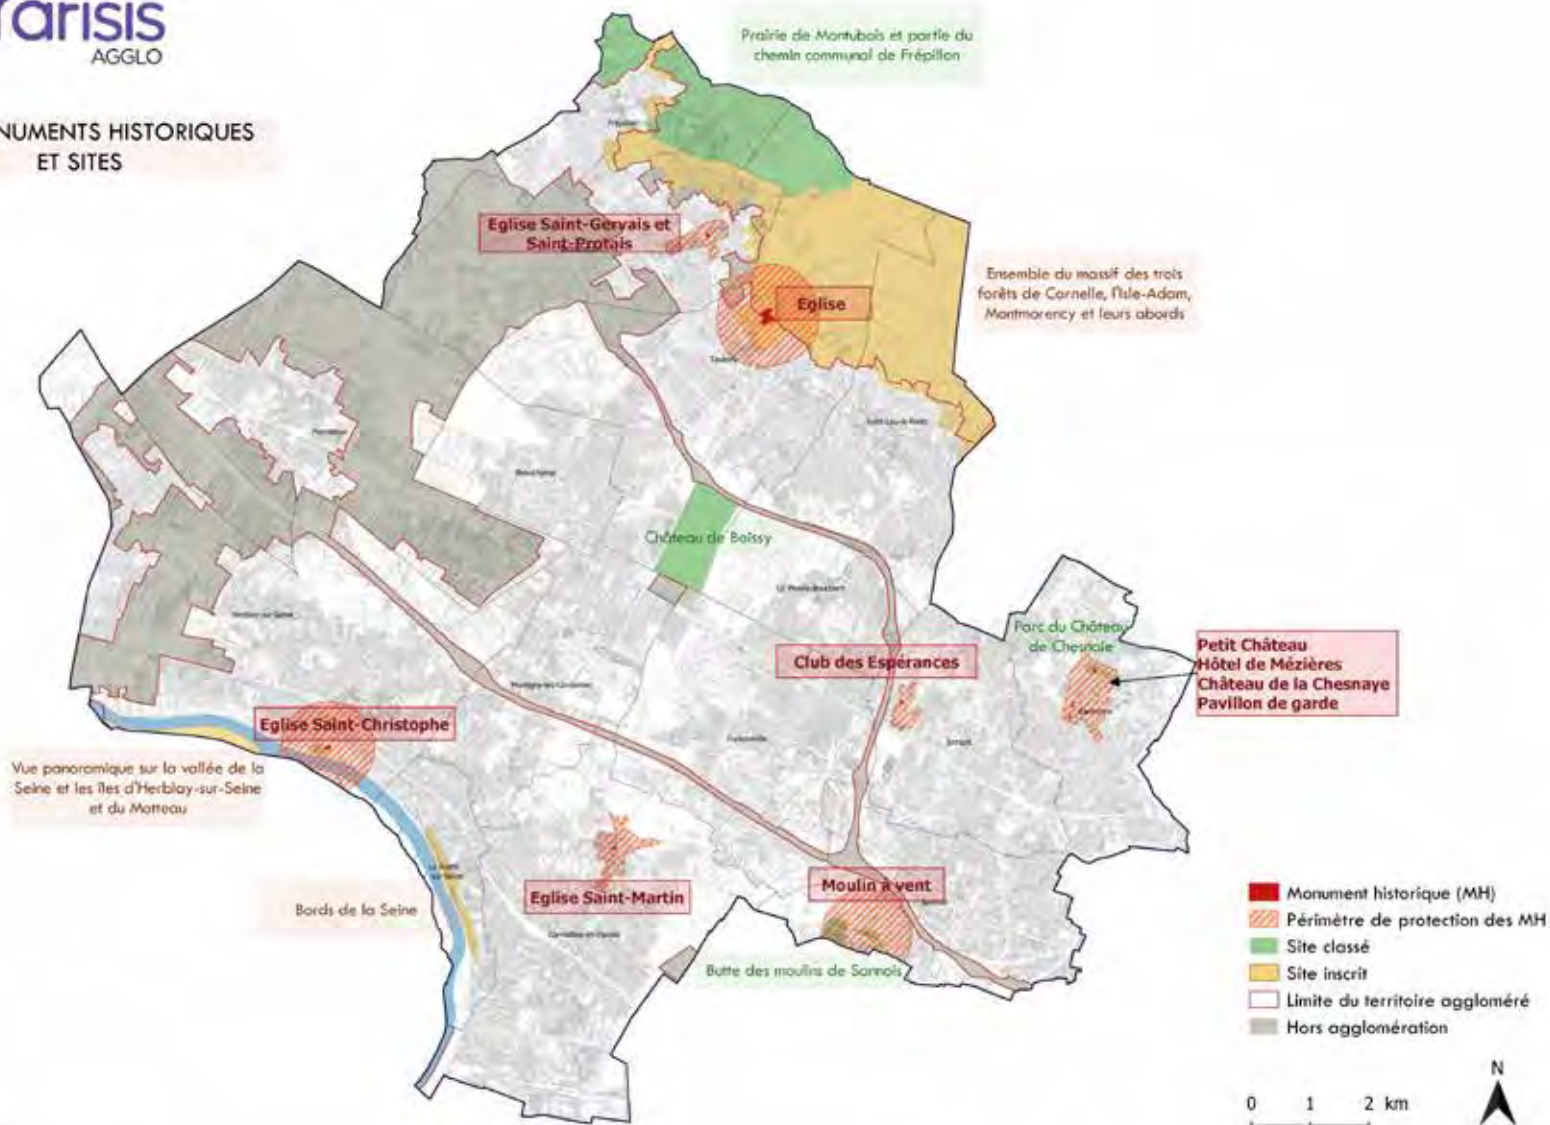 arisis
AGGLO
NUMENTS HISTORIQUES
ET SITES
Prairie de Montubois et partie du
chemin communal de Frépillon
Eglise Saint-Gervais et
Saint-Protais
Eglise
Ensemble du massif des trois
forêts de Carnelle, l'Isle-Adam,
Montmorency et leurs abords
Château de Boissy
Parc du Château
de Chesnaie
Club des Espérances
Petit Château
Hôtel de Mézières
Château de la Chesnaye
Pavillon de garde
Eglise Saint-Christophe
Vue panoramique sur la vallée de la
Seine et les îles d'Herblay-sur-Seine
et du Motteau
Bords de la Seine
Eglise Saint-Martin
Moulin à vent
Butte des moulins de Sannois
Monument historique (MH)
Périmètre de protection des MH
Site classé
Site inscrit
Limite du territoire aggloméré
Hors agglomération
N
0 1 2 km